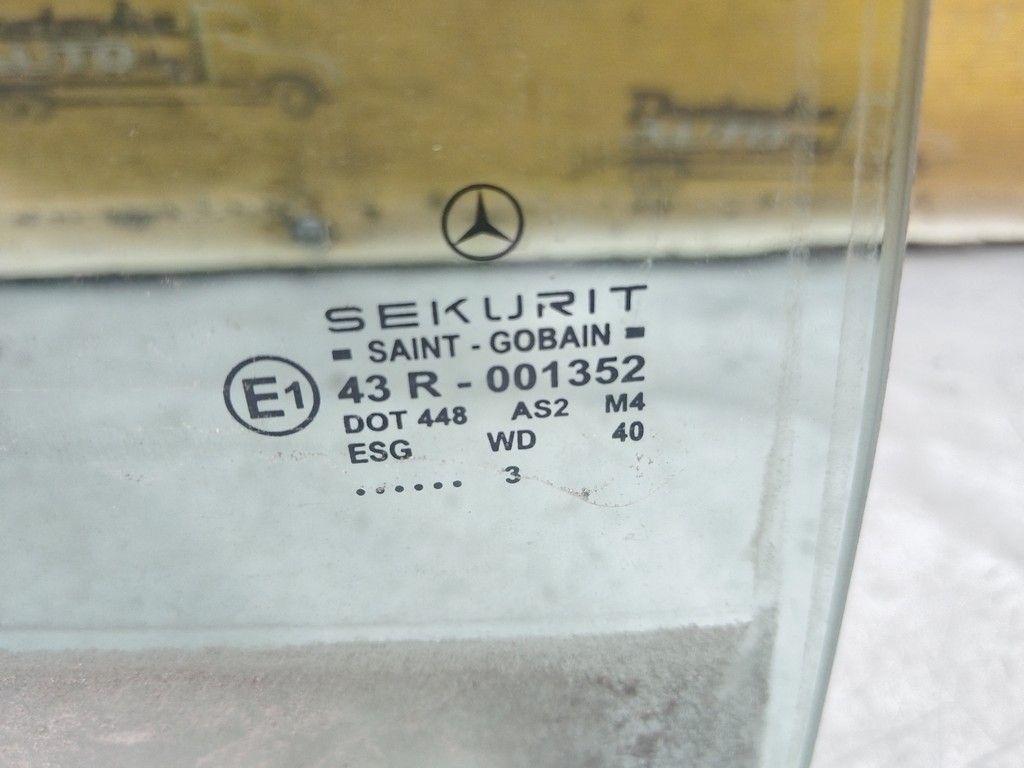 SEKURIT
SAINT - GOBAIN
E1 43 R - 001352
DOT 448 AS2 M4
ESG WD 40
...... 3